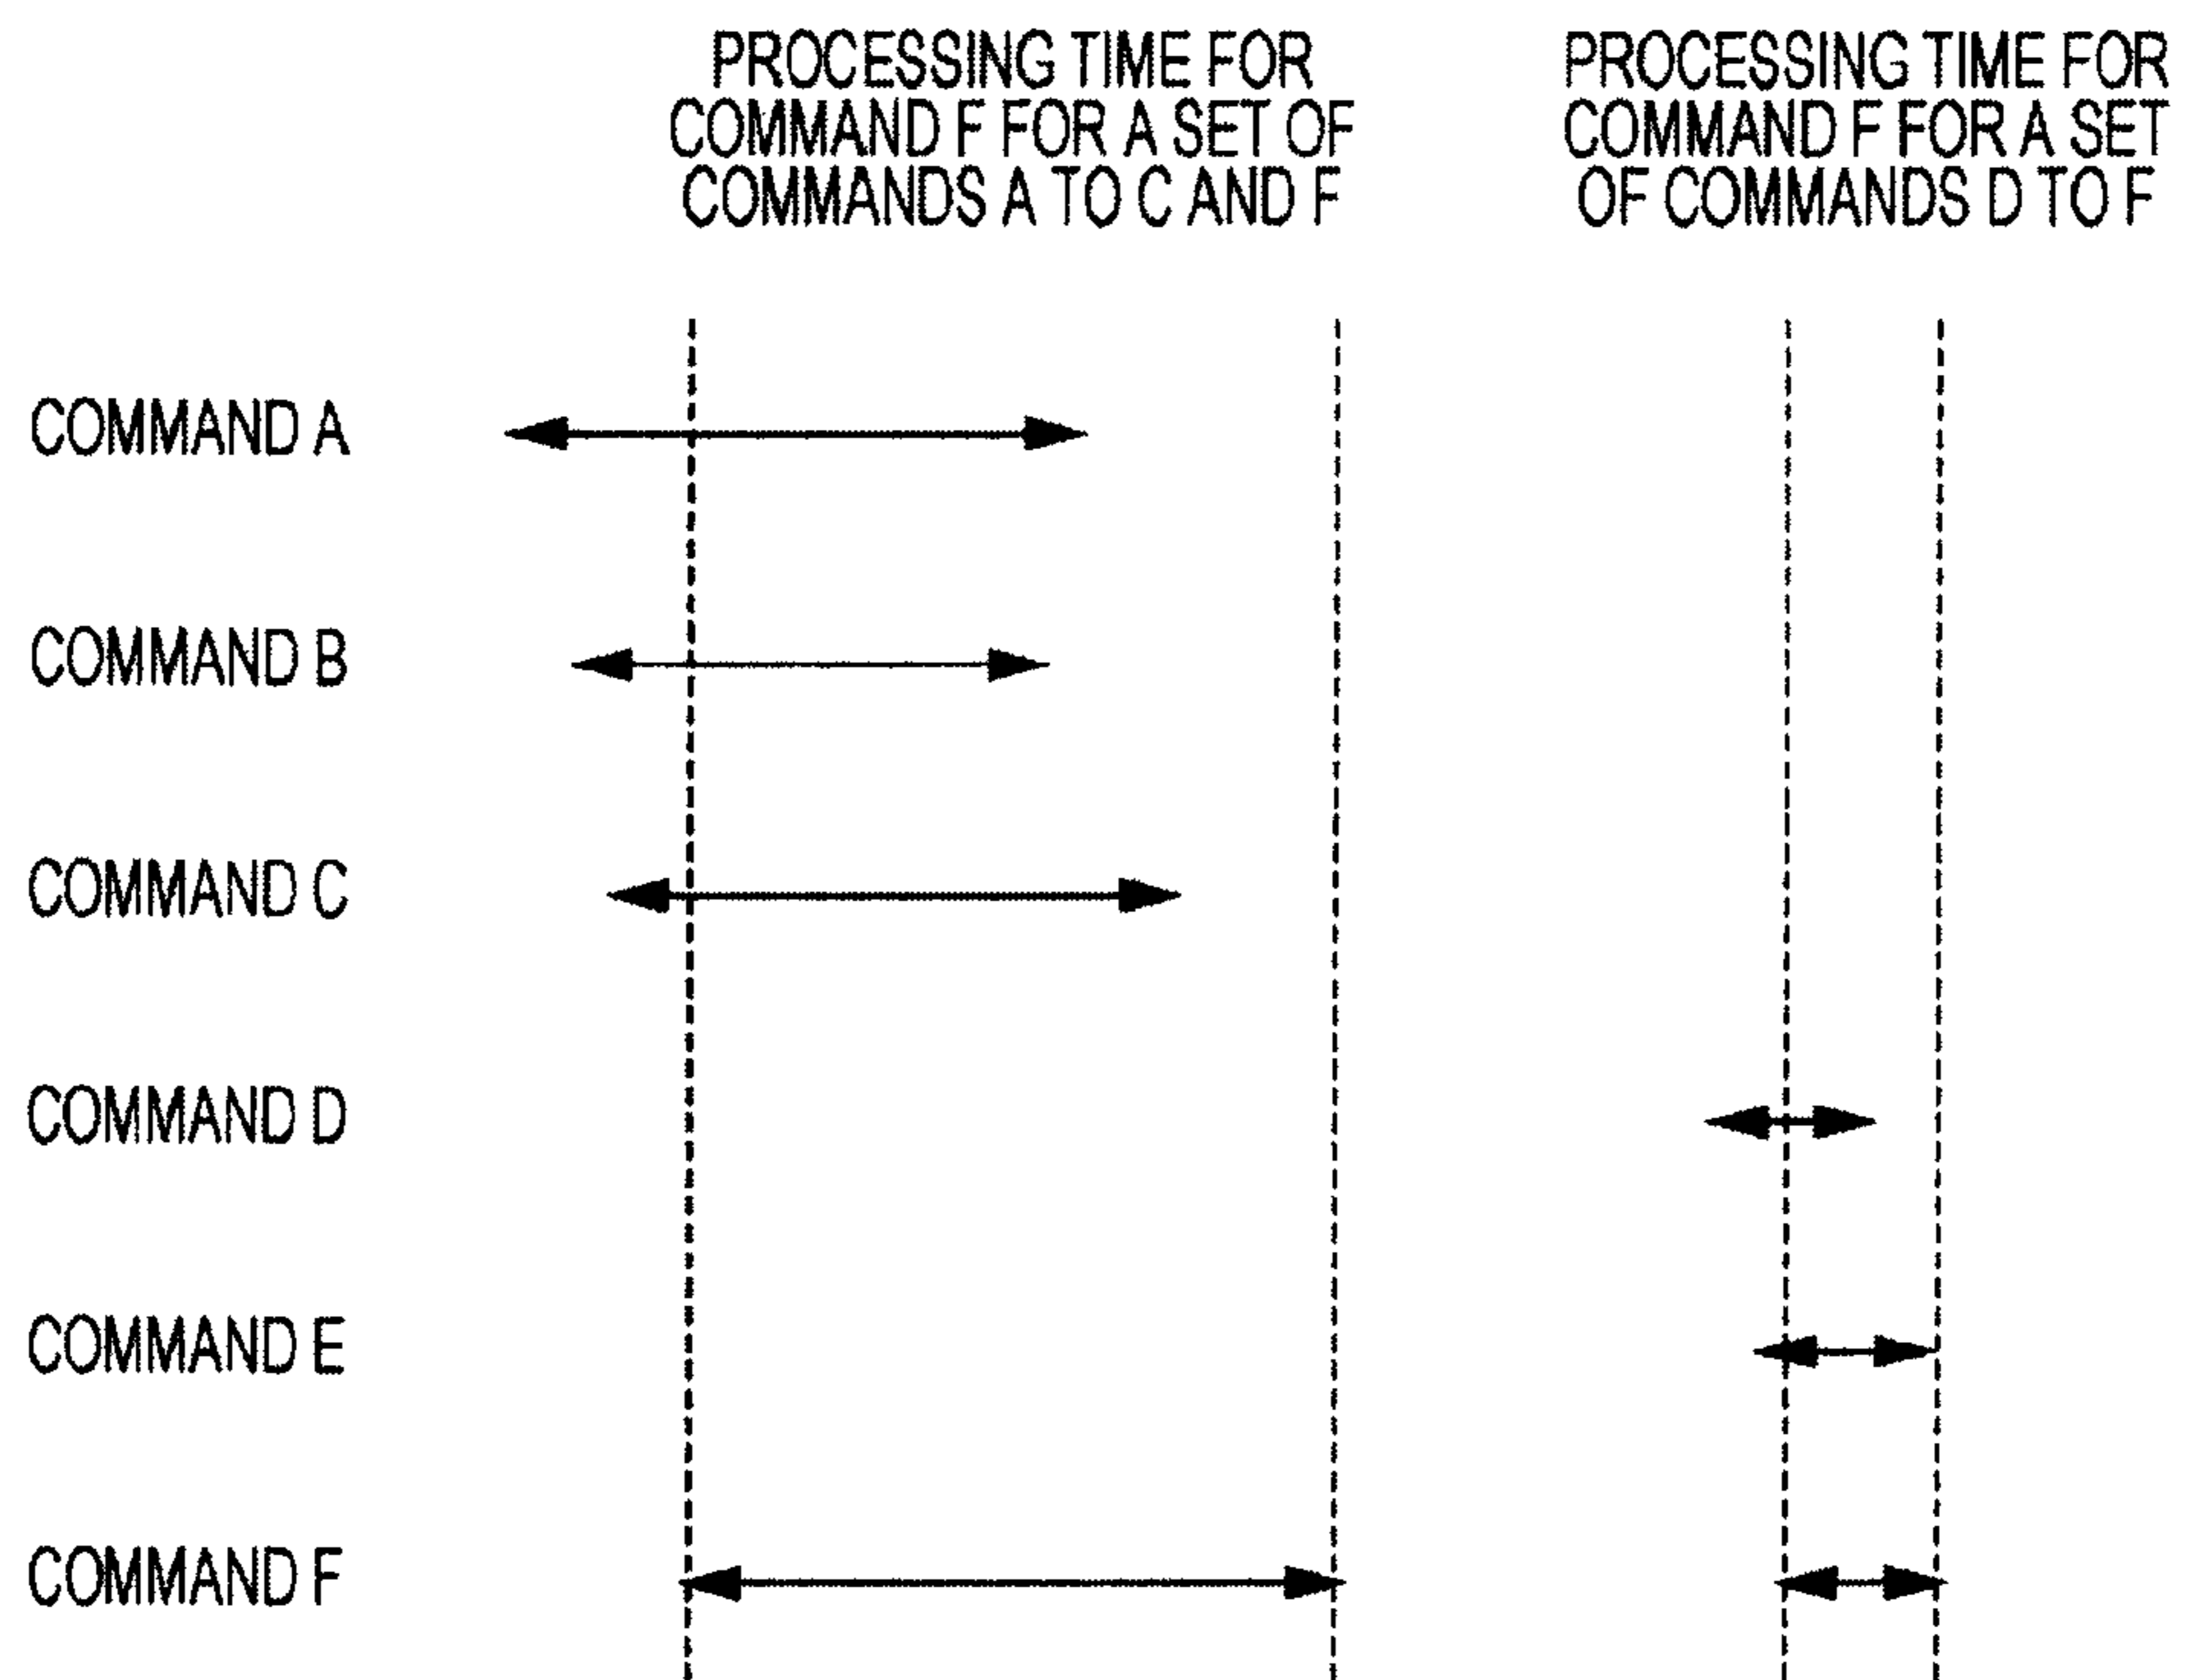 PROCESSING TIME FOR
COMMAND F FOR A SET OF
COMMANDS A TO C AND F
PROCESSING TIME FOR
COMMAND F FOR A SET
OF COMMANDS D TO F
COMMAND A
COMMAND B
COMMAND C
COMMAND D
COMMAND E
COMMAND F